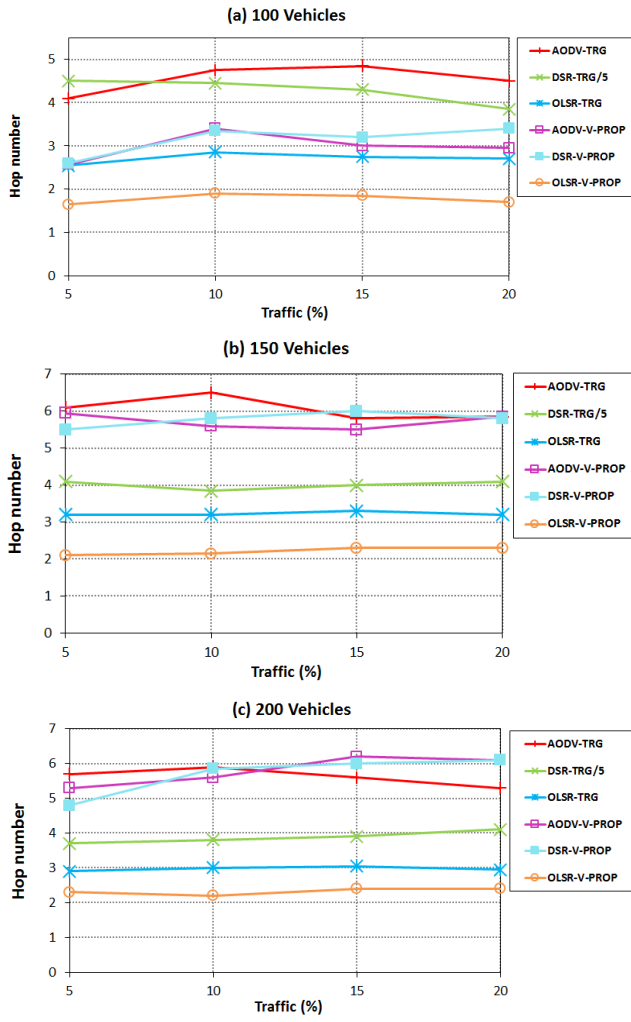 (a) 100 Vehicles
5
4
3
2
1
0
Hop number
5 10 15 20
Traffic (%)
AODV-TRG
DSR-TRG/5
OLSR-TRG
AODV-V-PROP
DSR-V-PROP
OLSR-V-PROP
(b) 150 Vehicles
7
6
5
4
3
2
1
0
Hop number
5 10 15 20
Traffic (%)
AODV-TRG
DSR-TRG/5
OLSR-TRG
AODV-V-PROP
DSR-V-PROP
OLSR-V-PROP
(c) 200 Vehicles
7
6
5
4
3
2
1
0
Hop number
5 10 15 20
Traffic (%)
AODV-TRG
DSR-TRG/5
OLSR-TRG
AODV-V-PROP
DSR-V-PROP
OLSR-V-PROP